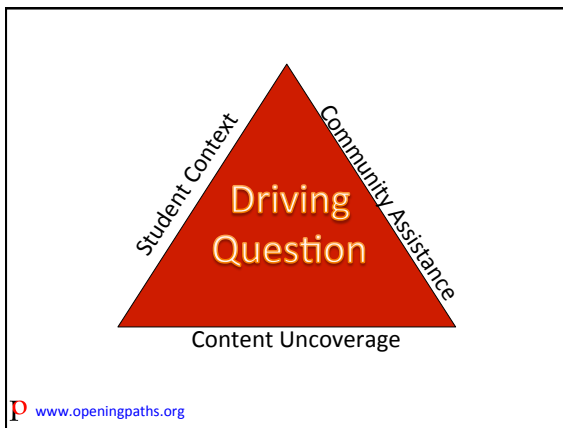 Student Context
Community Assistance
Driving
Question
Content Uncoverage
p www.openingpaths.org